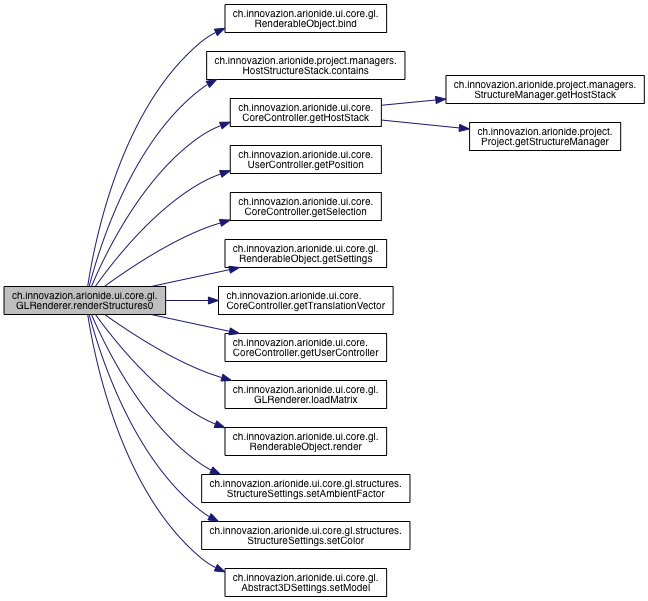 ch.innovazion.arionide.ui.core.gl.
GLRenderer.renderStructures0
ch.innovazion.arionide.ui.core.gl.
RenderableObject.bind
ch.innovazion.arionide.project.managers.
HostStructureStack.contains
ch.innovazion.arionide.ui.core.
CoreController.getHostStack
ch.innovazion.arionide.project.managers.
StructureManager.getHostStack
ch.innovazion.arionide.project.
Project.getStructureManager
ch.innovazion.arionide.ui.core.
UserController.getPosition
ch.innovazion.arionide.ui.core.
CoreController.getSelection
ch.innovazion.arionide.ui.core.gl.
RenderableObject.getSettings
ch.innovazion.arionide.ui.core.
CoreController.getTranslationVector
ch.innovazion.arionide.ui.core.
CoreController.getUserController
ch.innovazion.arionide.ui.core.gl.
GLRenderer.loadMatrix
ch.innovazion.arionide.ui.core.gl.
RenderableObject.render
ch.innovazion.arionide.ui.core.gl.structures.
StructureSettings.setAmbientFactor
ch.innovazion.arionide.ui.core.gl.structures.
StructureSettings.setColor
ch.innovazion.arionide.ui.core.gl.
Abstract3DSettings.setModel